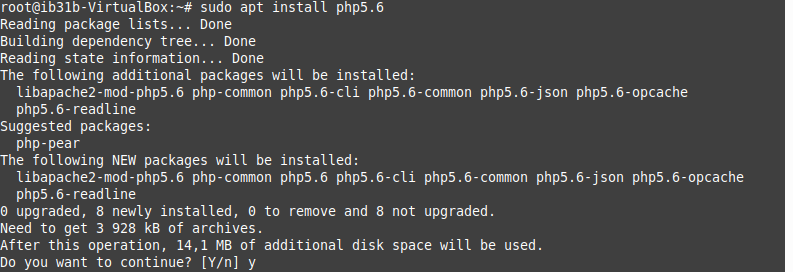 root@ib31b-VirtualBox:~# sudo apt install php5.6
Reading package lists... Done
Building dependency tree... Done
Reading state information... Done
The following additional packages will be installed:
  libapache2-mod-php5.6 php-common php5.6-cli php5.6-common php5.6-json php5.6-opcache
  php5.6-readline
Suggested packages:
  php-pear
The following NEW packages will be installed:
  libapache2-mod-php5.6 php-common php5.6 php5.6-cli php5.6-common php5.6-json php5.6-opcache
  php5.6-readline
0 upgraded, 8 newly installed, 0 to remove and 8 not upgraded.
Need to get 3 928 kB of archives.
After this operation, 14,1 MB of additional disk space will be used.
Do you want to continue? [Y/n] y